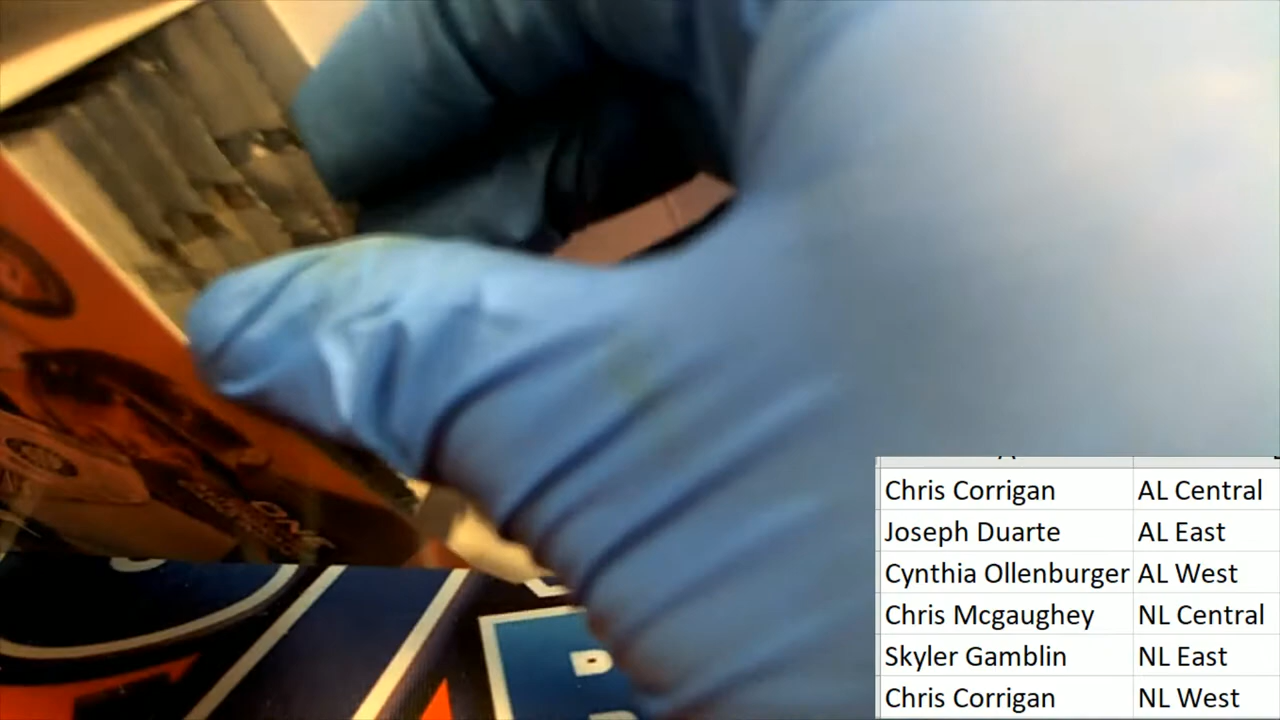 Chris Corrigan AL Central
Joseph Duarte AL East
Cynthia Ollenburger AL West
Chris Mcgaughey NL Central
Skyler Gamblin NL East
Chris Corrigan NL West